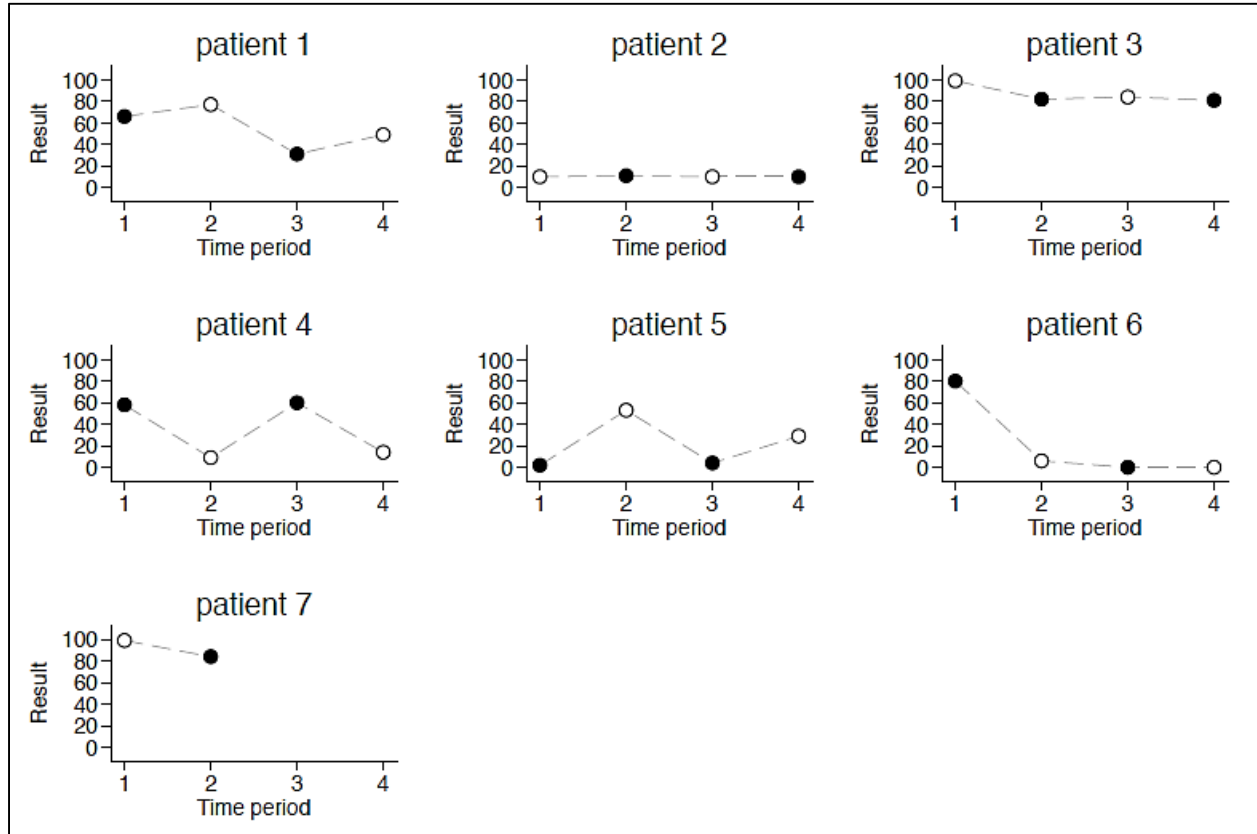 patient 1
100
80
60
40
20
0
Result
1 2 3 4
Time period
patient 2
100
80
60
40
20
0
Result
1 2 3 4
Time period
patient 3
100
80
60
40
20
0
Result
1 2 3 4
Time period
patient 4
100
80
60
40
20
0
Result
1 2 3 4
Time period
patient 5
100
80
60
40
20
0
Result
1 2 3 4
Time period
patient 6
100
80
60
40
20
0
Result
1 2 3 4
Time period
patient 7
100
80
60
40
20
0
Result
1 2 3 4
Time period